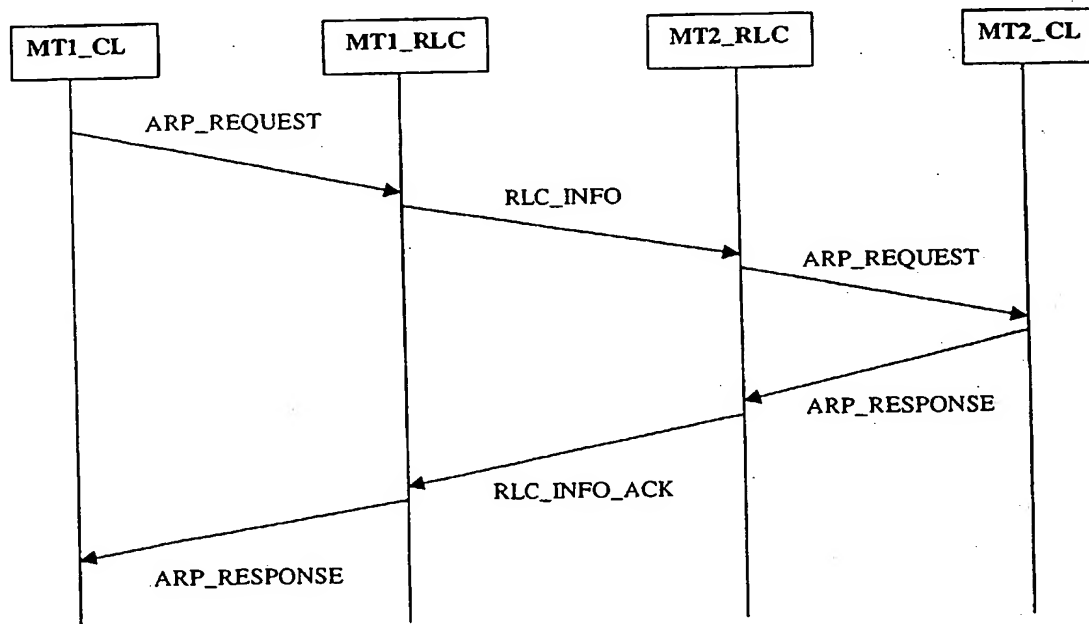 MT1_CL
MT1_RLC
MT2_RLC
MT2_CL
ARP_REQUEST
RLC_INFO
ARP_REQUEST
ARP_RESPONSE
RLC_INFO_ACK
ARP_RESPONSE